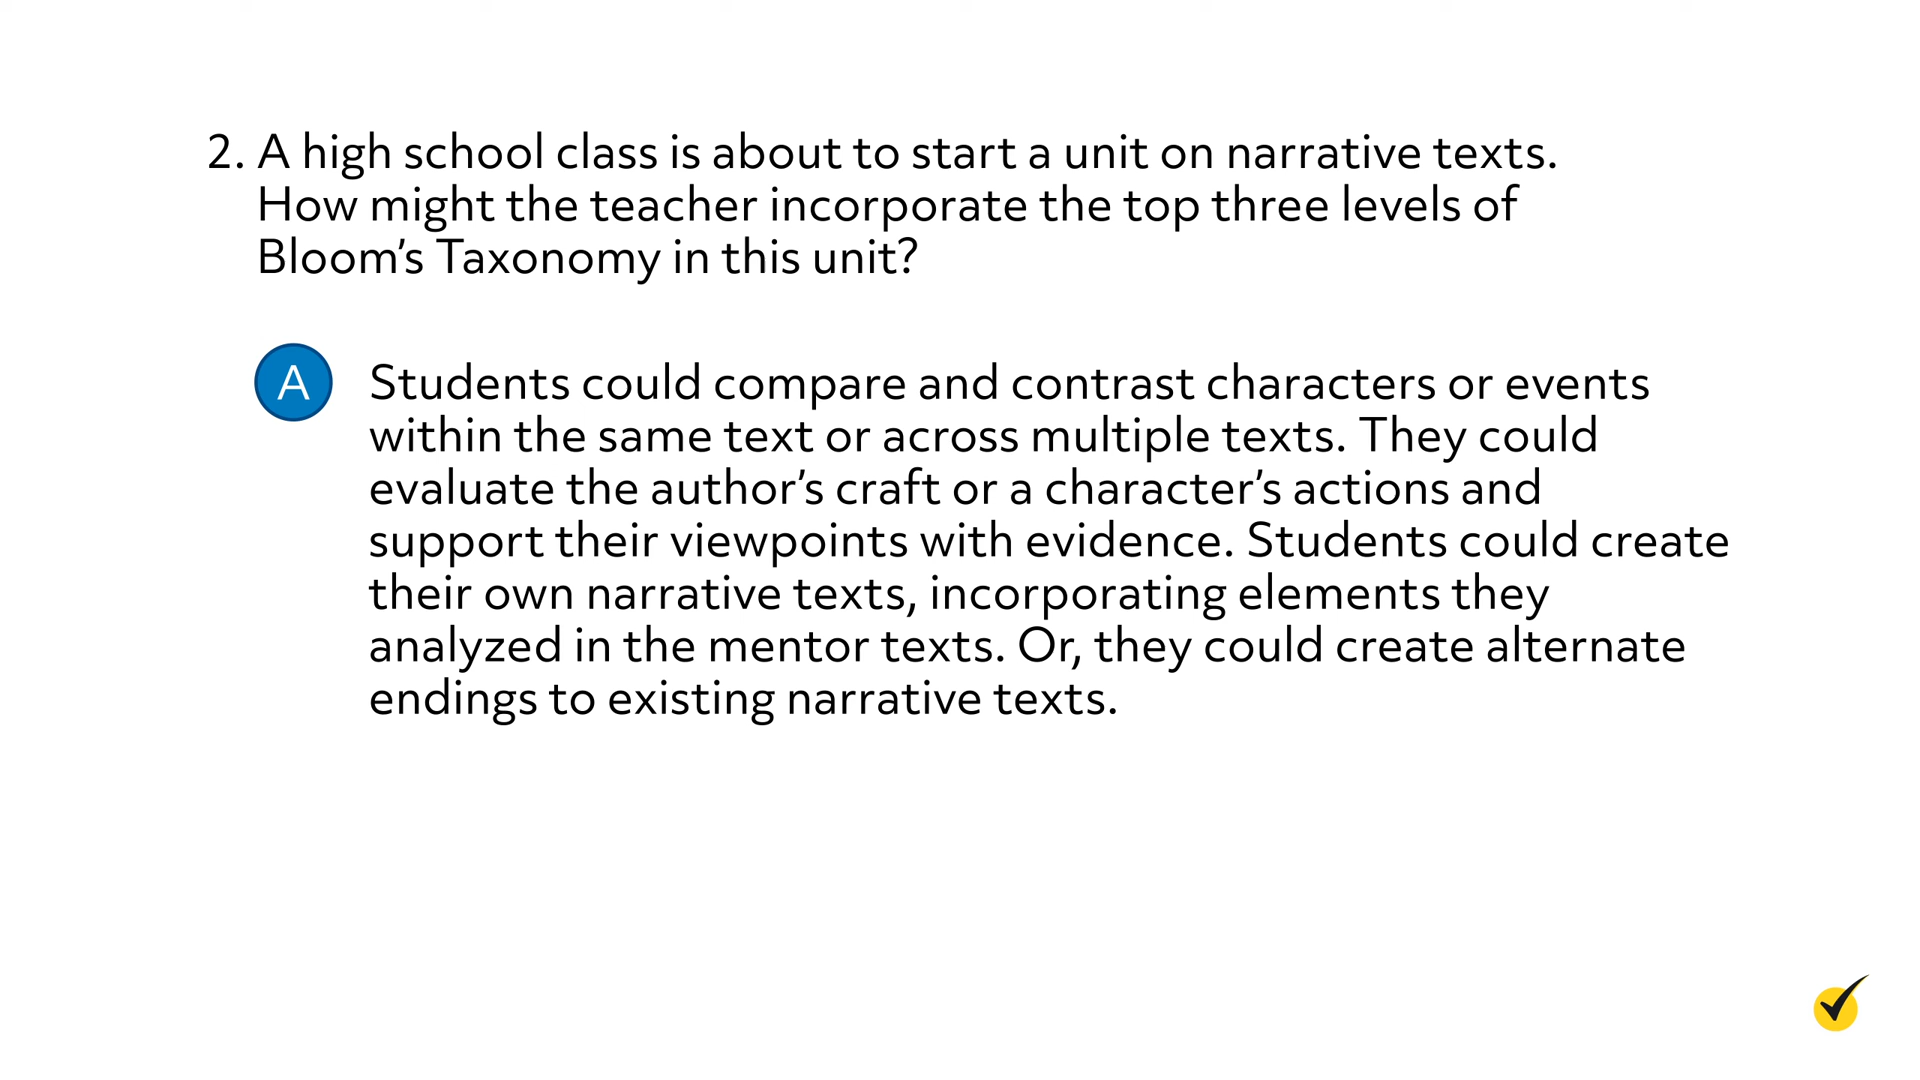 2. A high school class is about to start a unit on narrative texts.
How might the teacher incorporate the top three levels of
Bloom’s Taxonomy in this unit?
A
Students could compare and contrast characters or events
within the same text or across multiple texts. They could
evaluate the author’s craft or a character’s actions and
support their viewpoints with evidence. Students could create
their own narrative texts, incorporating elements they
analyzed in the mentor texts. Or, they could create alternate
endings to existing narrative texts.